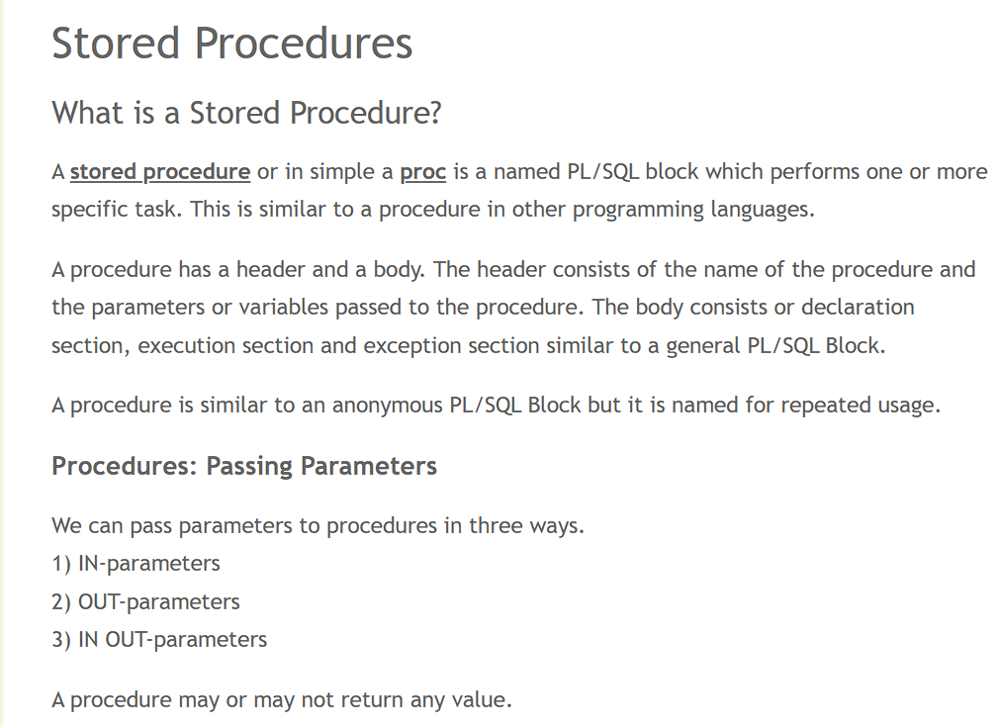 Stored Procedures
What is a Stored Procedure?
A stored procedure or in simple a proc is a named PL/SQL block which performs one or more
specific task. This is similar to a procedure in other programming languages.
A procedure has a header and a body. The header consists of the name of the procedure and
the parameters or variables passed to the procedure. The body consists or declaration
section, execution section and exception section similar to a general PL/SQL Block.
A procedure is similar to an anonymous PL/SQL Block but it is named for repeated usage.
Procedures: Passing Parameters
We can pass parameters to procedures in three ways.
1) IN-parameters
2) OUT-parameters
3) IN OUT-parameters
A procedure may or may not return any value.